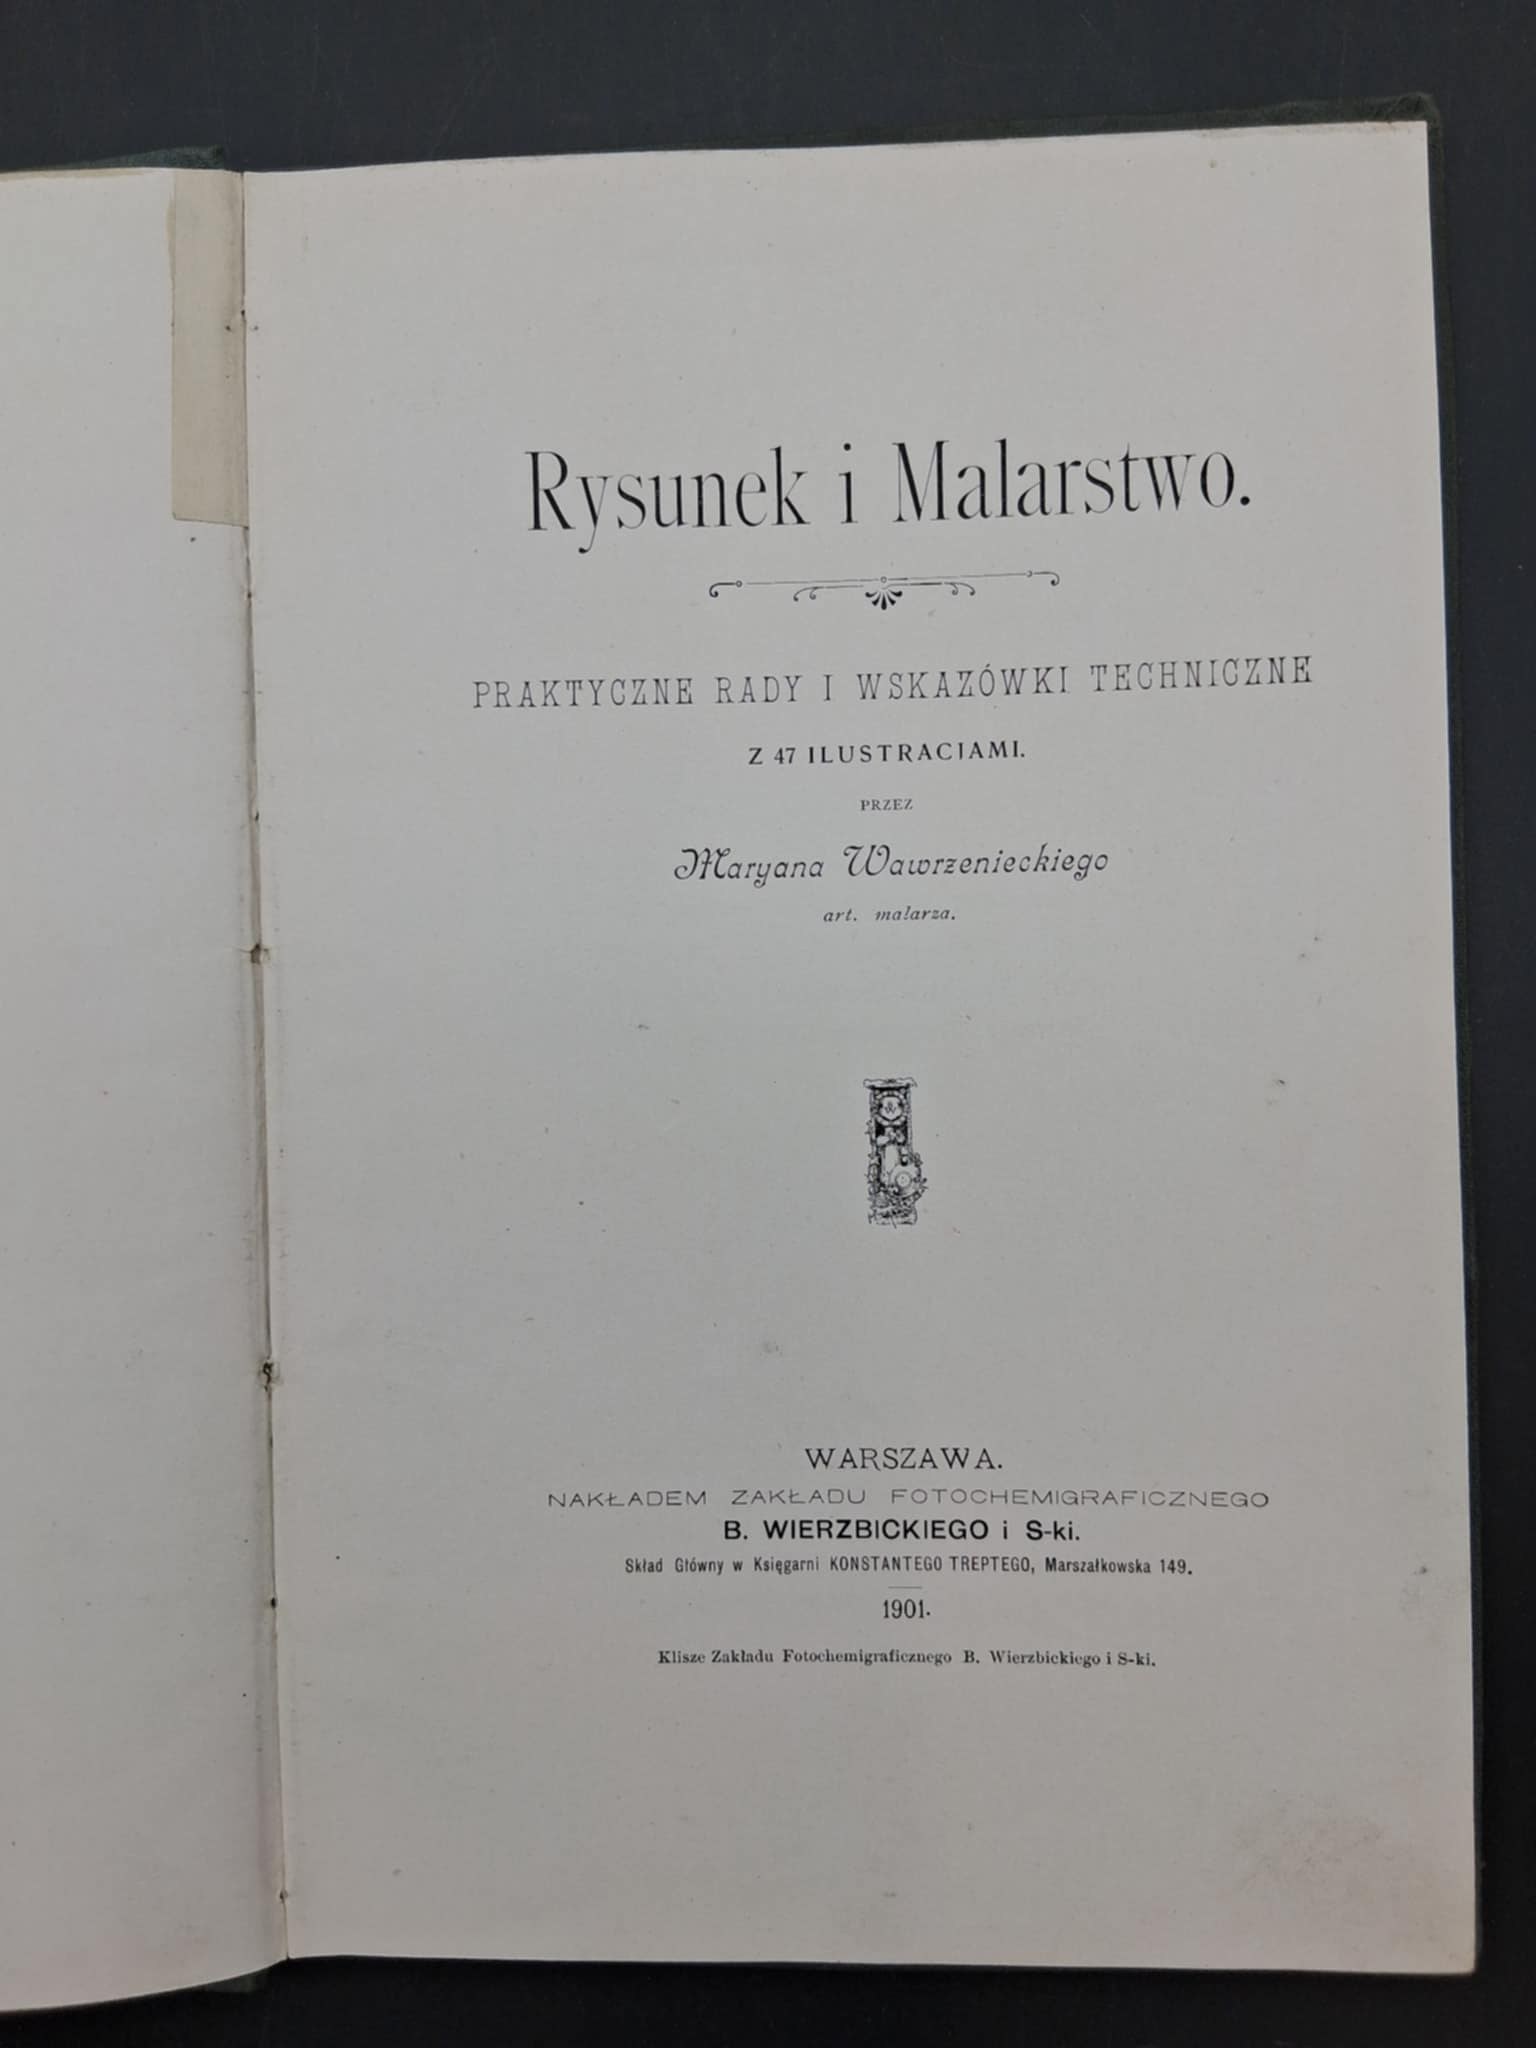 Rysunek i Malarstwo.
PRAKTYCZNE RADY I WSKAZÓWKI TECHNICZNE
Z 47 ILUSTRACJAMI.
PRZEZ
Maryana Wawrzenieckiego
art. malarza.
WARSZAWA.
NAKŁADEM ZAKŁADU FOTOCHEMIGRAFICZNEGO
B. WIERZBICKIEGO i S-ki.
Skład Główny w Księgarni KONSTANTEGO TREPTEGO, Marszałkowska 149.
1901.
Klisze Zakładu Fotochemigraficznego B. Wierzbickiego i S-ki.